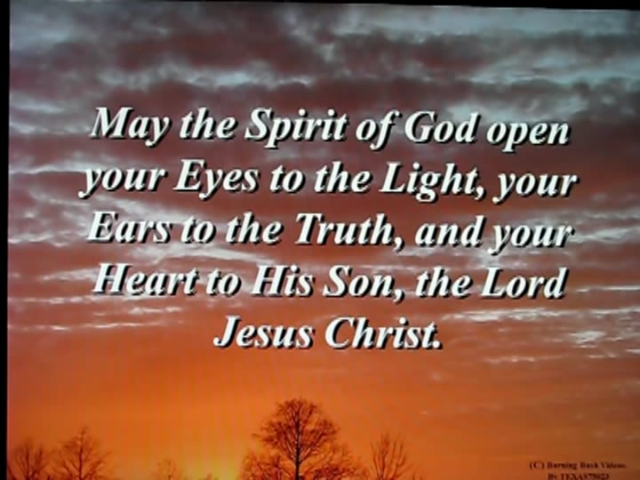 May the Spirit of God open
your Eyes to the Light, your
Ears to the Truth, and your
Heart to His Son, the Lord
Jesus Christ.
(C) Burning Bush Videos.
By